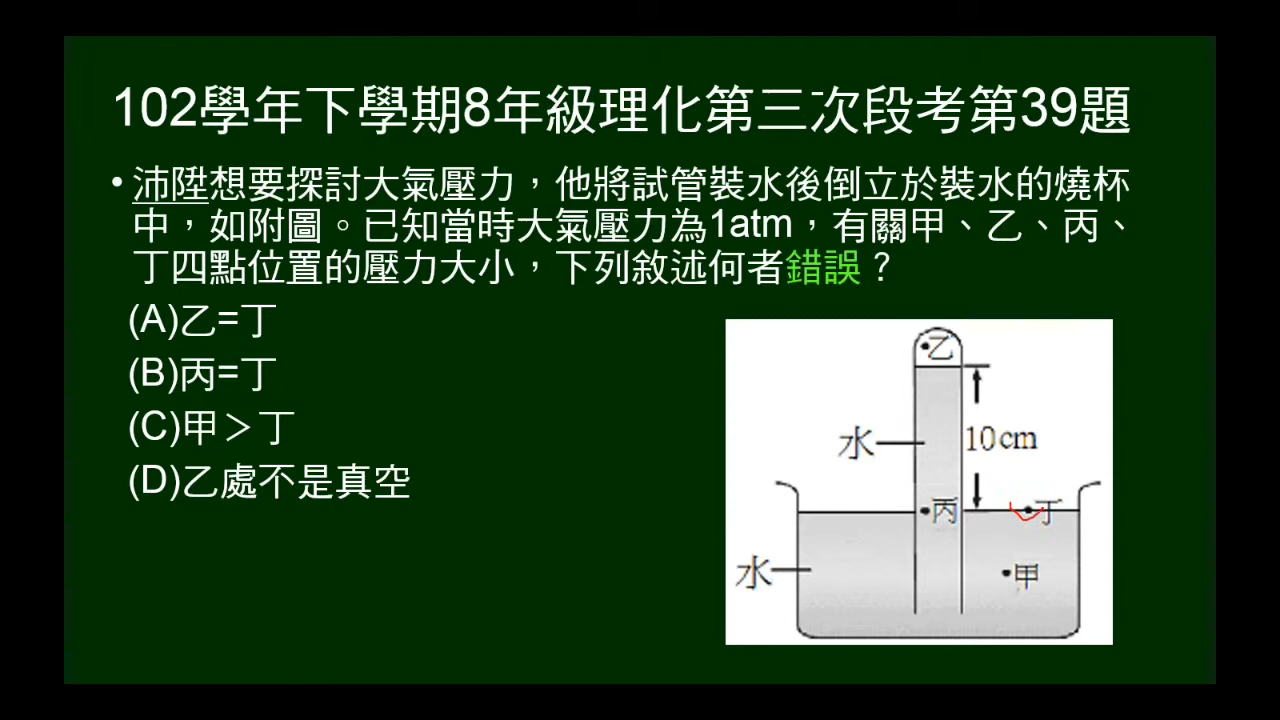 102學年下學期8年級理化第三次段考第39題
•沛陞想要探討大氣壓力，他將試管裝水後倒立於裝水的燒杯
中，如附圖。已知當時大氣壓力為1atm，有關甲、乙、丙、
丁四點位置的壓力大小，下列敘述何者錯誤？
(A)乙=丁
(B)丙=丁
(C)甲＞丁
(D)乙處不是真空
乙
水
10cm
丙
丁
水
甲